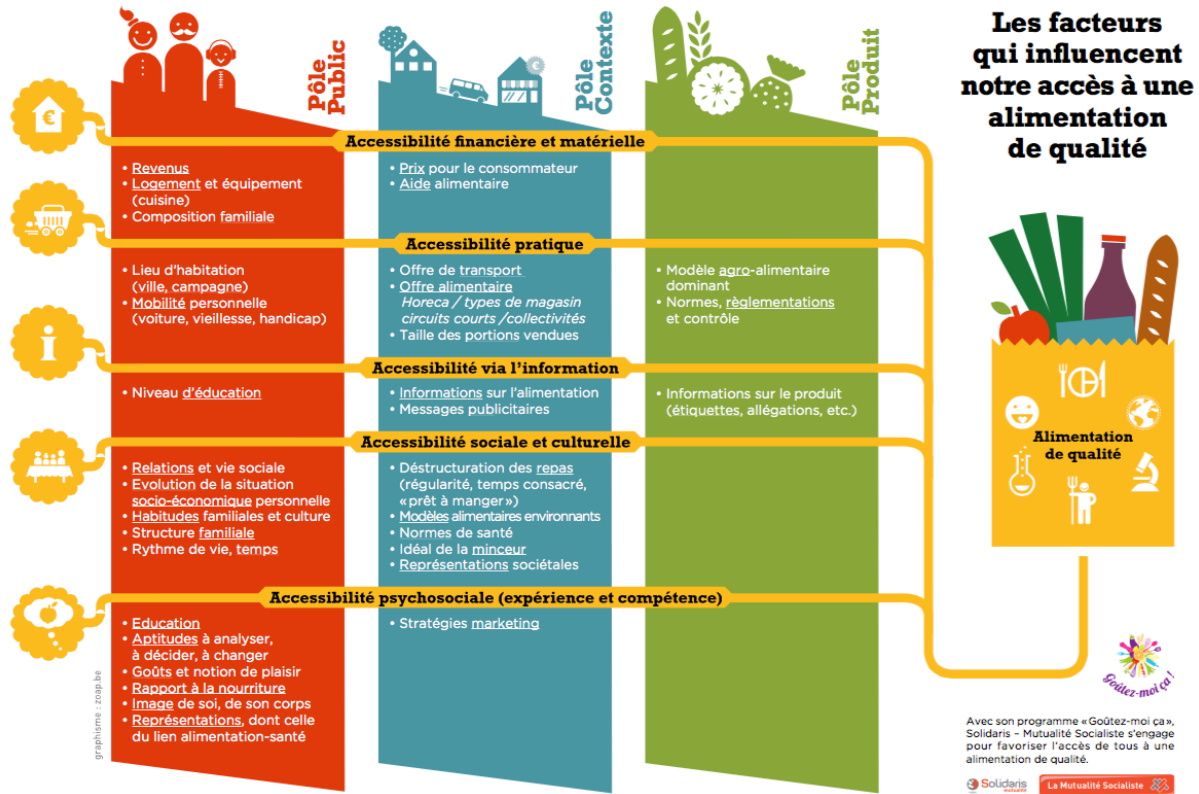 Les facteurs
qui influencent
notre accès à une
alimentation
de qualité
Pôle
Public
Pôle
Contexte
Pôle
Produit
€
€
Accessibilité financière et matérielle
• Revenus
• Logement et équipement
(cuisine)
• Composition familiale
• Prix pour le consommateur
• Aide alimentaire
Accessibilité pratique
• Lieu d'habitation
(ville, campagne)
• Mobilité personnelle
(voiture, vieillesse, handicap)
• Offre de transport
• Offre alimentaire
Horeca / types de magasin
circuits courts /collectivités
• Taille des portions vendues
• Modèle agro-alimentaire
dominant
• Normes, règlementations
et contrôle
i
Accessibilité via l'information
• Niveau d'éducation
• Informations sur l'alimentation
• Messages publicitaires
• Informations sur le produit
(étiquettes, allégations, etc.)
Accessibilité sociale et culturelle
• Relations et vie sociale
• Evolution de la situation
socio-économique personnelle
• Habitudes familiales et culture
• Structure familiale
• Rythme de vie, temps
• Déstructuration des repas
(régularité, temps consacré,
«prêt à manger»)
• Modèles alimentaires environnants
• Normes de santé
• Idéal de la minceur
• Représentations sociétales
Accessibilité psychosociale (expérience et compétence)
• Education
• Aptitudes à analyser,
à décider, à changer
• Goûts et notion de plaisir
• Rapport à la nourriture
• Image de soi, de son corps
• Représentations, dont celle
du lien alimentation-santé
• Stratégies marketing
Alimentation
de qualité
graphisme : zoap.be
Goûtez-moi ça !
Avec son programme «Goûtez-moi ça»,
Solidaris – Mutualité Socialiste s'engage
pour favoriser l'accès de tous à une
alimentation de qualité.
Solidaris
mutualité
La Mutualité Socialiste